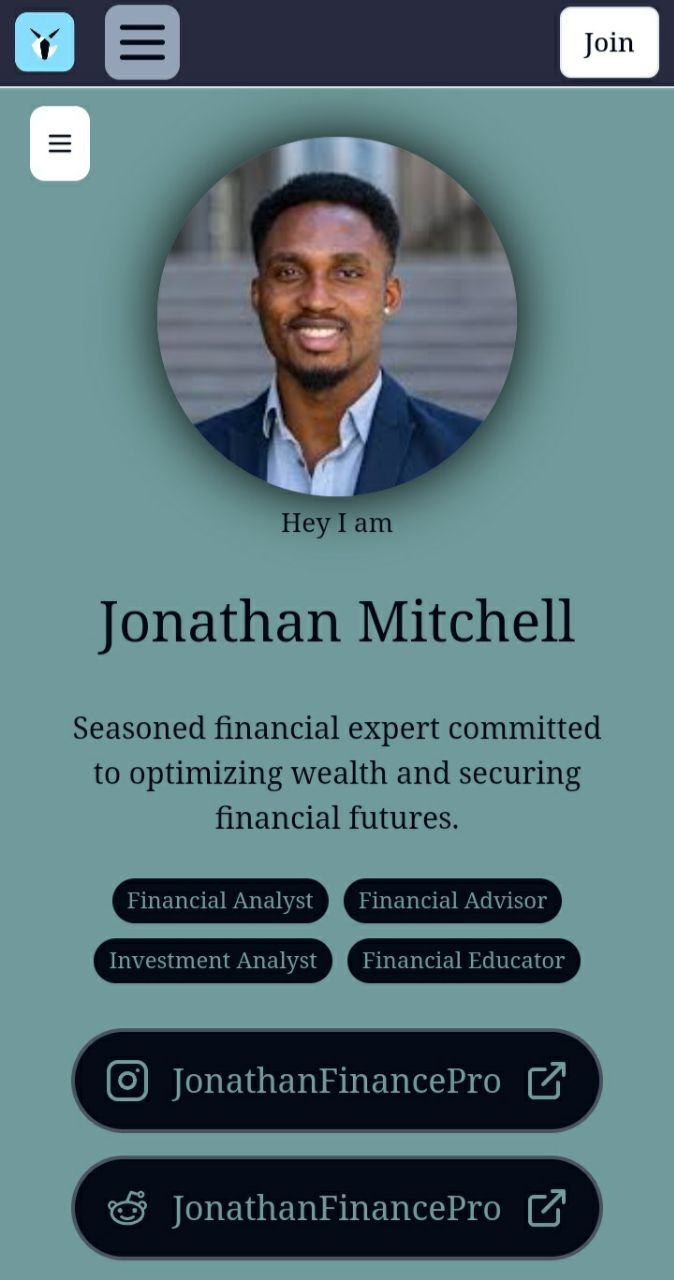 Join
Hey I am
Jonathan Mitchell
Seasoned financial expert committed
to optimizing wealth and securing
financial futures.
Financial Analyst Financial Advisor
Investment Analyst Financial Educator
JonathanFinancePro
JonathanFinancePro